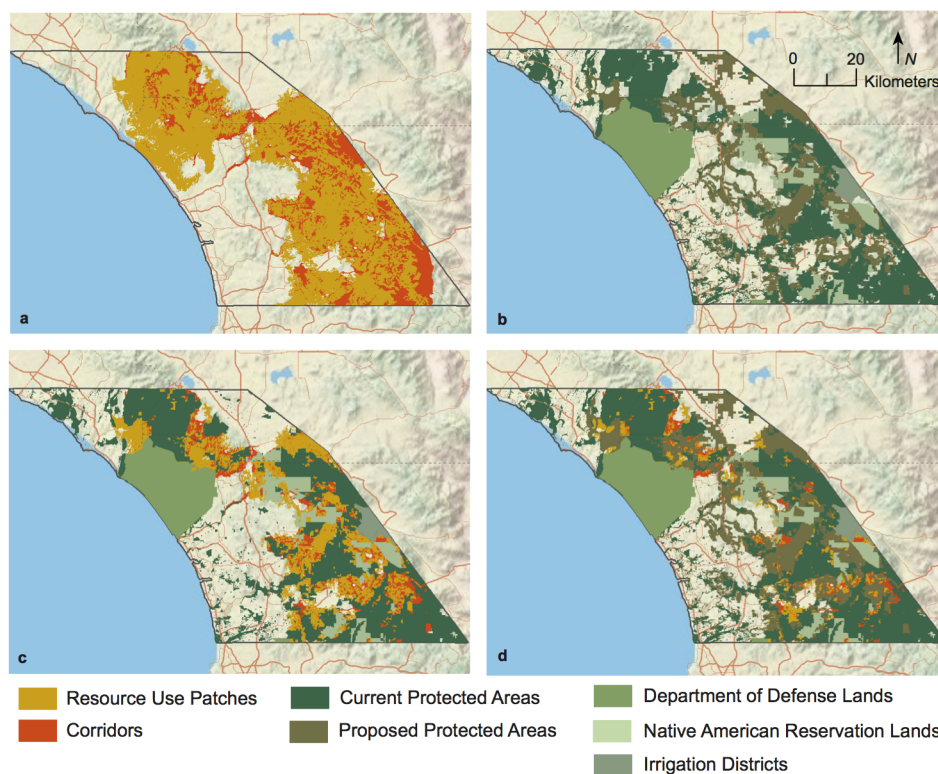 N
0 20
Kilometers
a
b
c
d
Resource Use Patches
Corridors
Current Protected Areas
Proposed Protected Areas
Department of Defense Lands
Native American Reservation Lands
Irrigation Districts